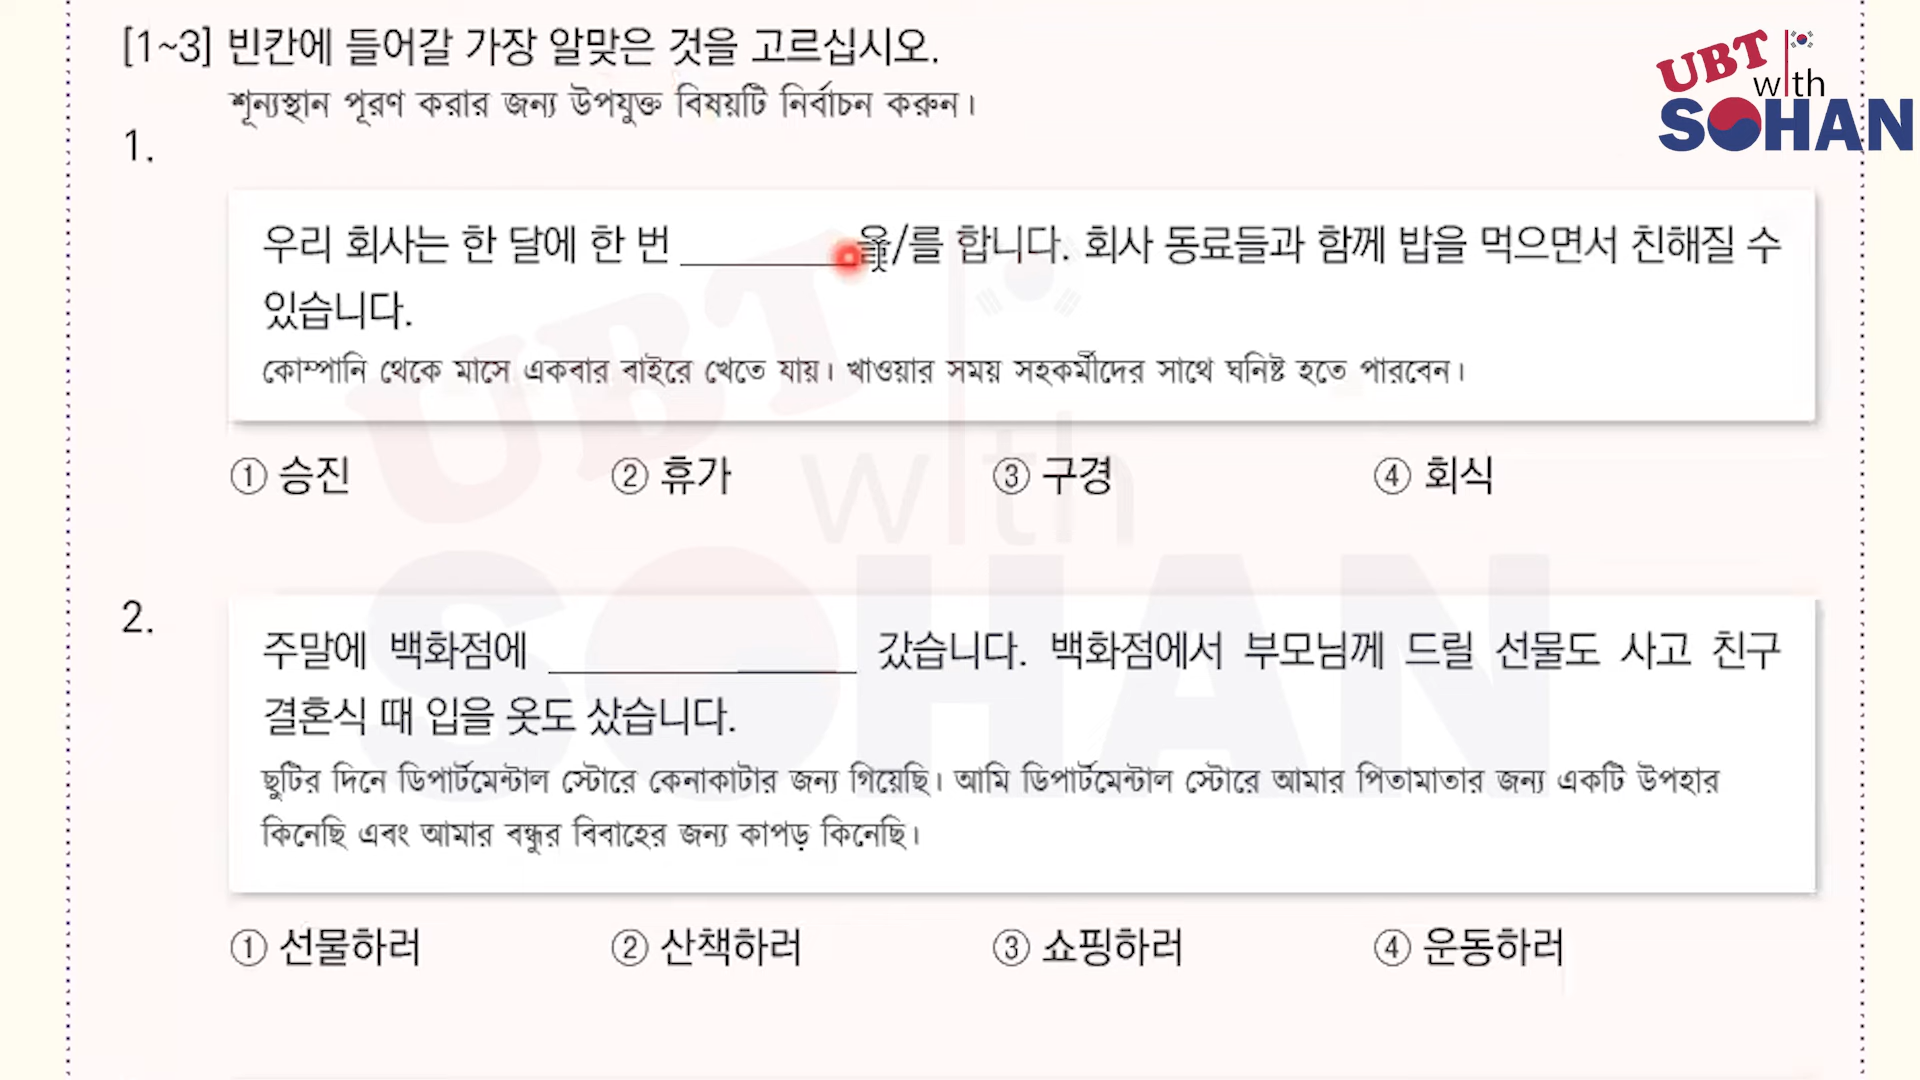 [1~3] 빈칸에 들어갈 가장 알맞은 것을 고르십시오.
শূন্যস্থান পূরণ করার জন্য উপযুক্ত বিষয়টি নির্বাচন করুন।
UBT with SOHAN
1.
우리 회사는 한 달에 한 번 ________을/를 합니다. 회사 동료들과 함께 밥을 먹으면서 친해질 수
있습니다.
কোম্পানি থেকে মাসে একবার বাইরে খেতে যায়। খাওয়ার সময় সহকর্মীদের সাথে ঘনিষ্ট হতে পারবেন।
① 승진 ② 휴가 ③ 구경 ④ 회식
2.
주말에 백화점에 ____________ 갔습니다. 백화점에서 부모님께 드릴 선물도 사고 친구
결혼식 때 입을 옷도 샀습니다.
ছুটির দিনে ডিপার্টমেন্টাল স্টোরে কেনাকাটার জন্য গিয়েছি। আমি ডিপার্টমেন্টাল স্টোরে আমার পিতামাতার জন্য একটি উপহার
কিনেছি এবং আমার বন্ধুর বিবাহের জন্য কাপড় কিনেছি।
① 선물하러 ② 산책하러 ③ 쇼핑하러 ④ 운동하러